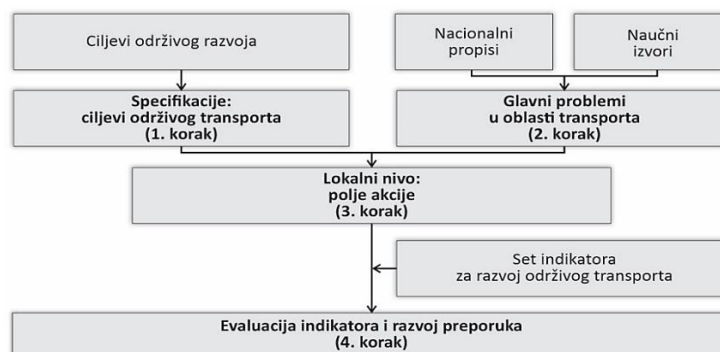 Ciljevi održivog razvoja
Nacionalni
propisi
Naučni
izvori
Specifikacije:
ciljevi održivog transporta
(1. korak)
Glavni problemi
u oblasti transporta
(2. korak)
Lokalni nivo:
polje akcije
(3. korak)
Set indikatora
za razvoj održivog transporta
Evaluacija indikatora i razvoj preporuka
(4. korak)